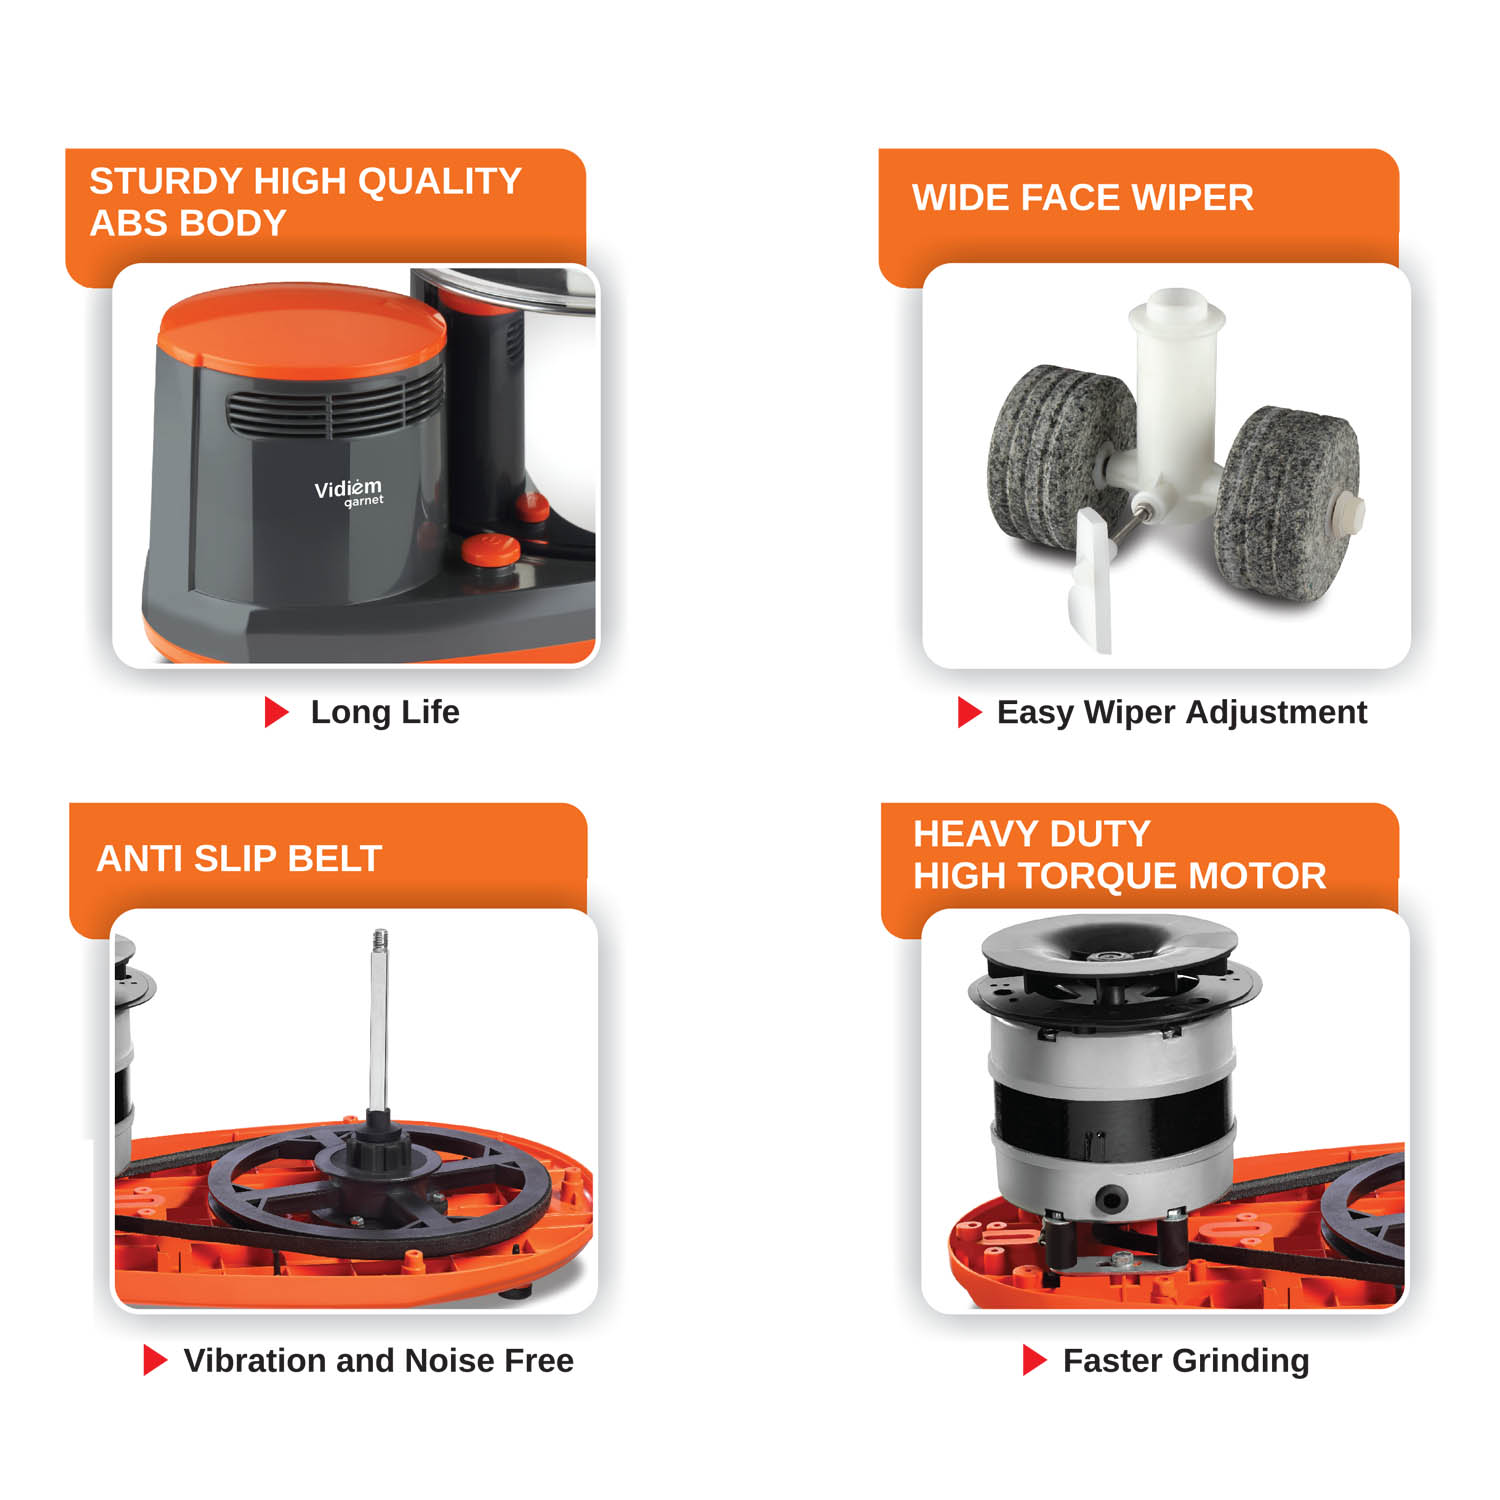 STURDY HIGH QUALITY
ABS BODY
Vidiem
garnet
Long Life
WIDE FACE WIPER
Easy Wiper Adjustment
ANTI SLIP BELT
Vibration and Noise Free
HEAVY DUTY
HIGH TORQUE MOTOR
Faster Grinding